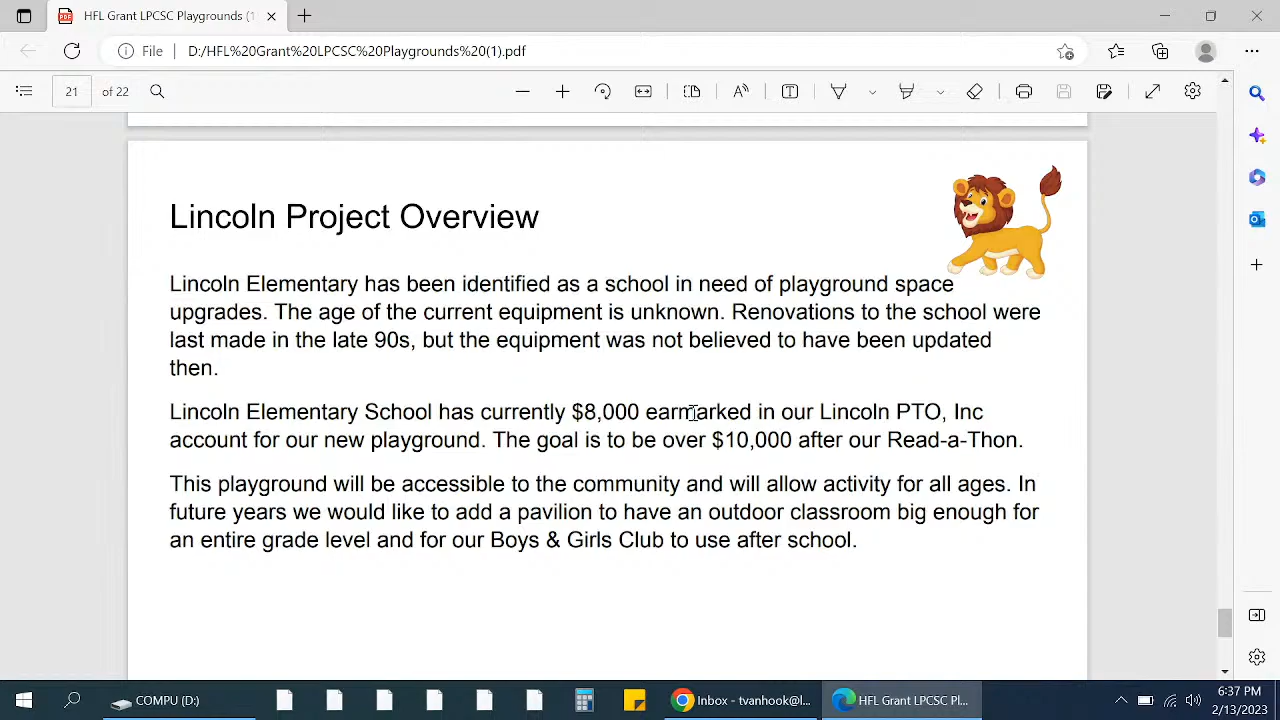 HFL Grant LPCSC Playgrounds (1
File | D:/HFL%20Grant%20LPCSC%20Playgrounds%20(1).pdf
21 of 22
Lincoln Project Overview
Lincoln Elementary has been identified as a school in need of playground space
upgrades. The age of the current equipment is unknown. Renovations to the school were
last made in the late 90s, but the equipment was not believed to have been updated
then.
Lincoln Elementary School has currently $8,000 earmarked in our Lincoln PTO, Inc
account for our new playground. The goal is to be over $10,000 after our Read-a-Thon.
This playground will be accessible to the community and will allow activity for all ages. In
future years we would like to add a pavilion to have an outdoor classroom big enough for
an entire grade level and for our Boys & Girls Club to use after school.
COMPU (D:)
Inbox - tvanhook@l...
HFL Grant LPCSC Pl...
6:37 PM
2/13/2023